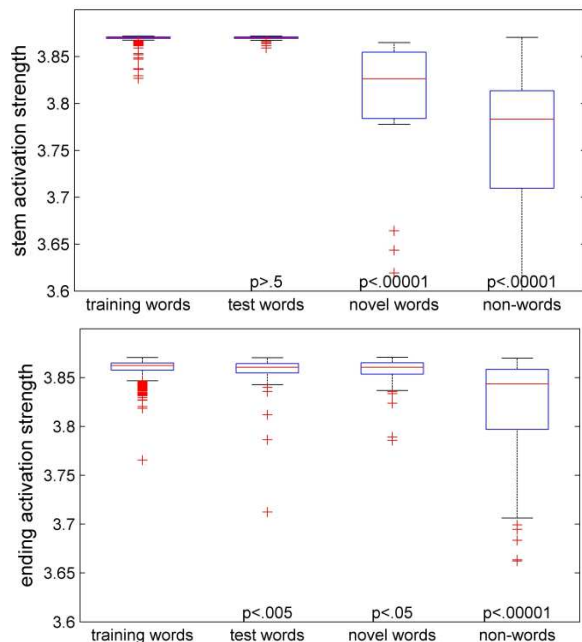 3.85
3.8
3.75
3.7
3.65
3.6
stem activation strength
p>.5 p<.00001 p<.00001
training words test words novel words non-words
3.85
3.8
3.75
3.7
3.65
3.6
ending activation strength
p<.005 p<.05 p<.00001
training words test words novel words non-words